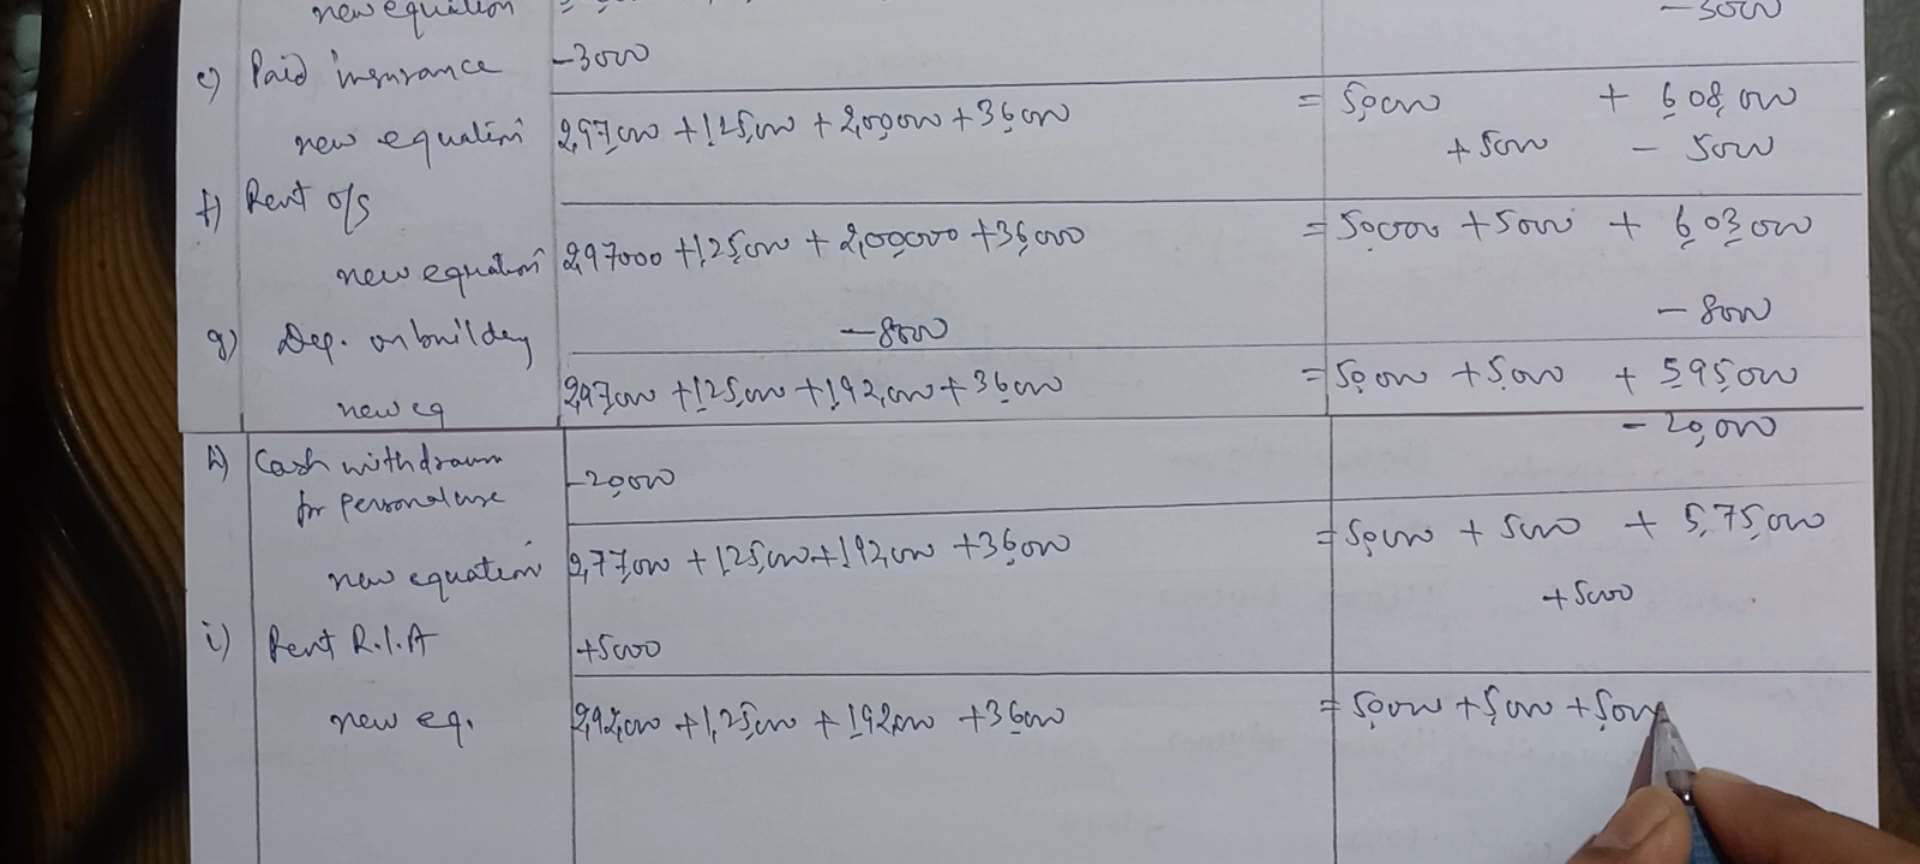 new equation
-5000
e) Paid insurance -3000
new equation 2,97,000 + 1,25,000 + 2,00,000 + 36,000 = 50,000 + 6,08,000
+5000 - 5000
f) Rent o/s
new equation 2,97000 + 1,25,000 + 2,00,000 + 36,000 = 50,000 + 5000 + 6,03,000
g) Dep. on building -8000 -8000
new eq 2,97,000 + 1,25,000 + 1,92,000 + 36,000 = 50,000 + 5,000 + 5,95,000
h) Cash withdrawn - 20,000
for personal use -20,000
new equation 2,77,000 + 1,25,000 + 1,92,000 + 36,000 = 50,000 + 5000 + 5,75,000
+5000
i) Rent R.I.A +5000
new eq. 2,92,000 + 1,25,000 + 1,92,000 + 36,000 = 50,000 + 5,000 + 5,000